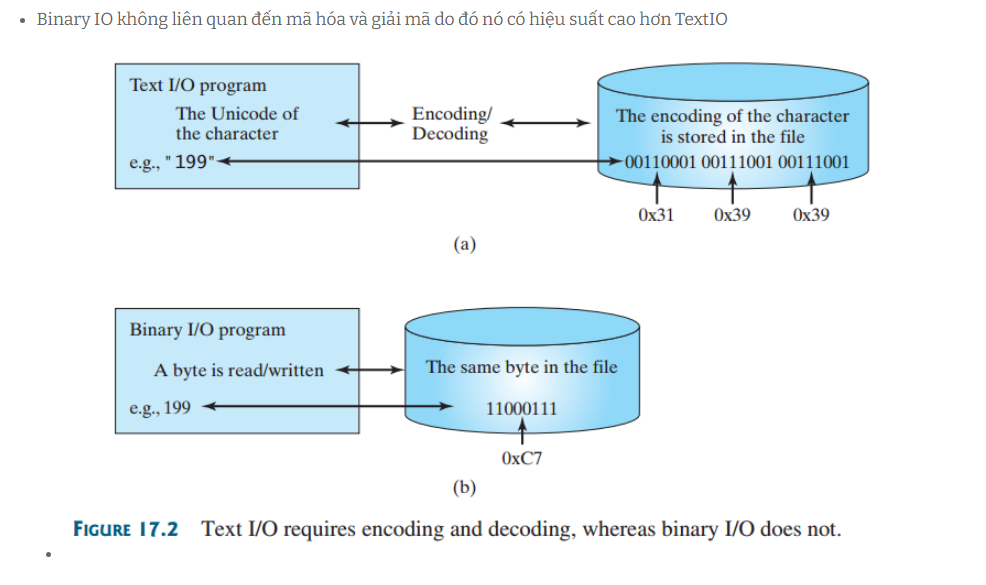 Binary IO không liên quan đến mã hóa và giải mã do đó nó có hiệu suất cao hơn TextIO
Text I/O program
The Unicode of
the character
e.g., "199"
Encoding/
Decoding
The encoding of the character
is stored in the file
00110001 00111001 00111001
0x31 0x39 0x39
(a)
Binary I/O program
A byte is read/written
e.g., 199
The same byte in the file
11000111
0xC7
(b)
FIGURE 17.2 Text I/O requires encoding and decoding, whereas binary I/O does not.